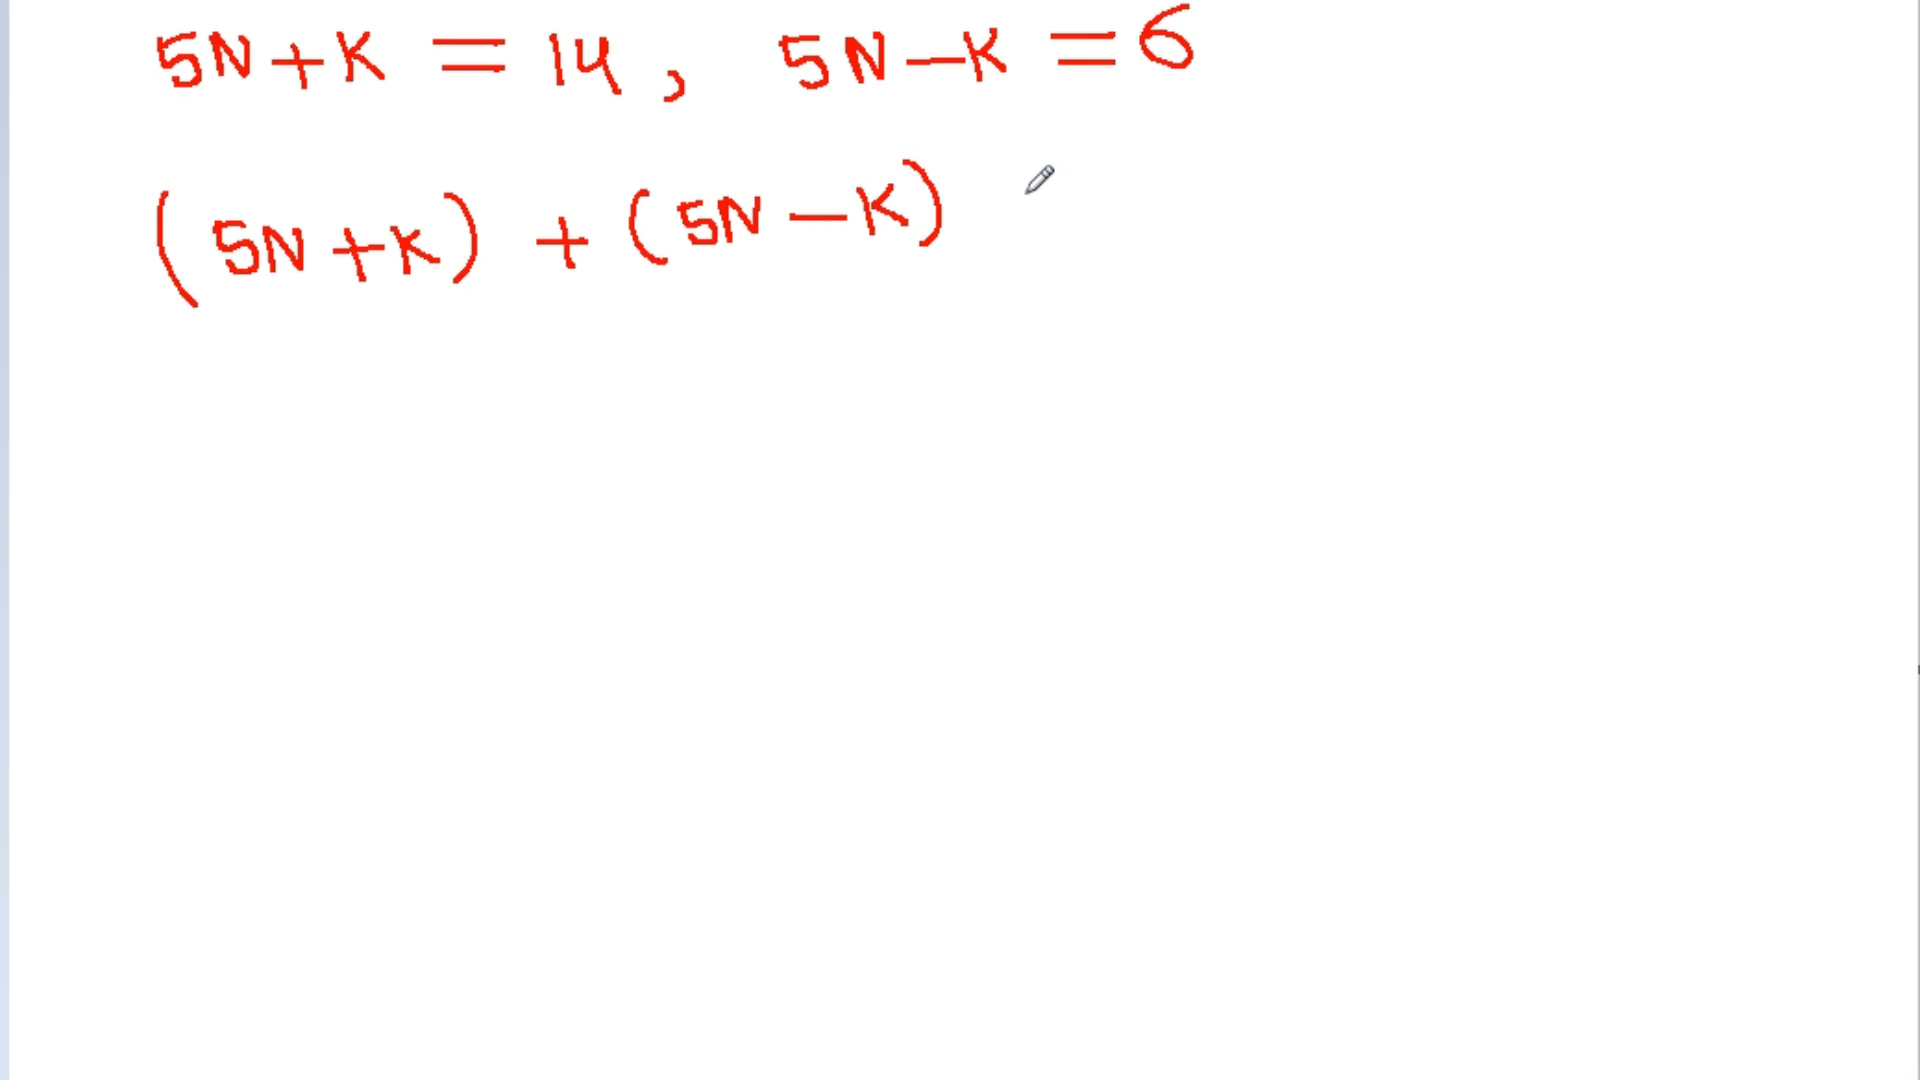 5N+K = 14, 5N-K = 6
(5N+K) + (5N-K)